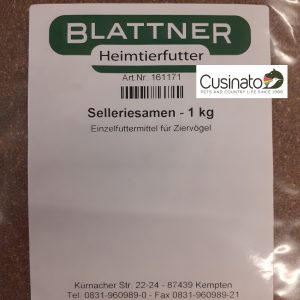 BLATTNER
Heimtierfutter
Art.Nr. 161171
Cusinato
PETS AND COUNTRY LIFE SINCE 1968
Selleriesamen - 1 kg
Einzelfuttermittel für Ziervögel
Kurnacher Str. 22-24 - 87439 Kempten
Tel. 0831-960989-0 - Fax 0831-960989-21